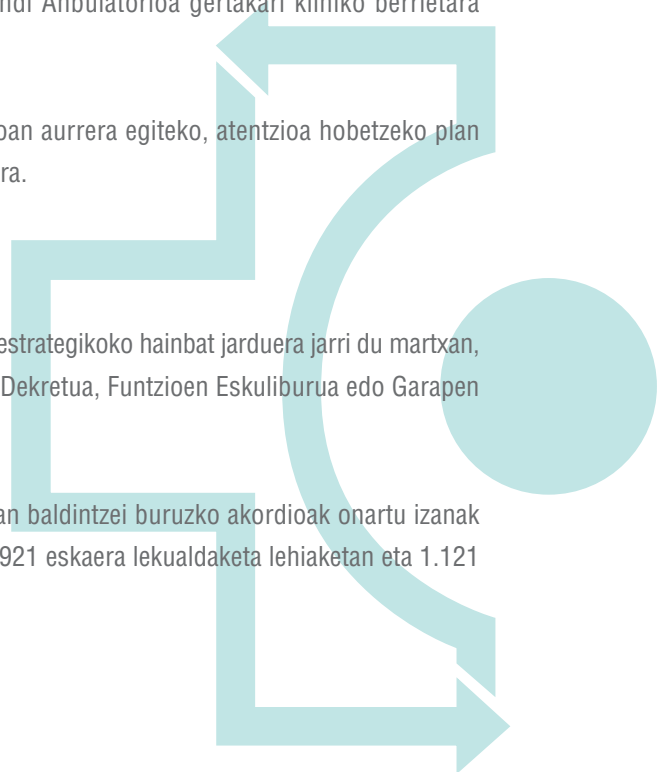 ndi Anbulatorioa gertakari kliniko berrietara
oan aurrera egiteko, atentzioa hobetzeko plan
ra.
estrategikoko hainbat jarduera jarri du martxan,
Dekretua, Funtzioen Eskuliburua edo Garapen
an baldintzei buruzko akordioak onartu izanak
921 eskaera lekualdaketa lehiaketan eta 1.121